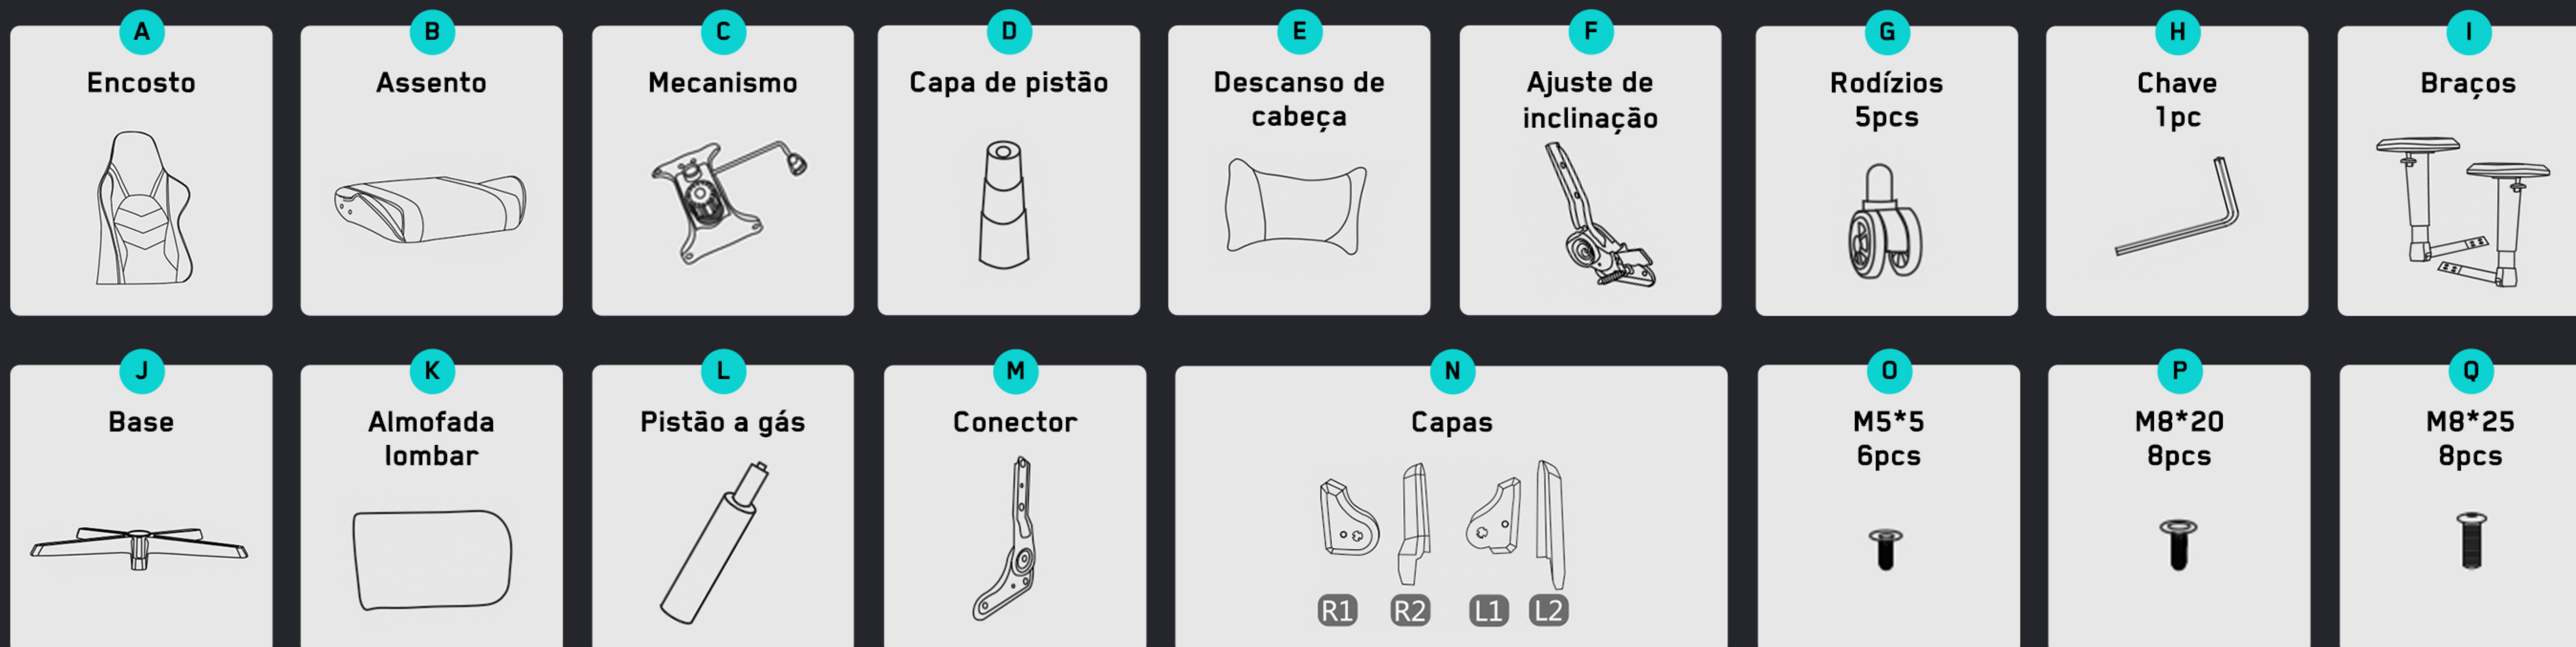 A
Encosto
B
Assento
C
Mecanismo
D
Capa de pistão
E
Descanso de
cabeça
F
Ajuste de
inclinação
G
Rodízios
5pcs
H
Chave
1pc
I
Braços
J
Base
K
Almofada
lombar
L
Pistão a gás
M
Conector
N
Capas
R1 R2 L1 L2
O
M5*5
6pcs
P
M8*20
8pcs
Q
M8*25
8pcs